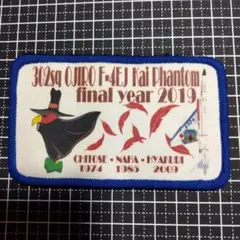 302sq OJIRO F-4EJ Kai Phantom
final year 2019
CHITOSE - NAHA - HYAKURI
1974 1985 2009